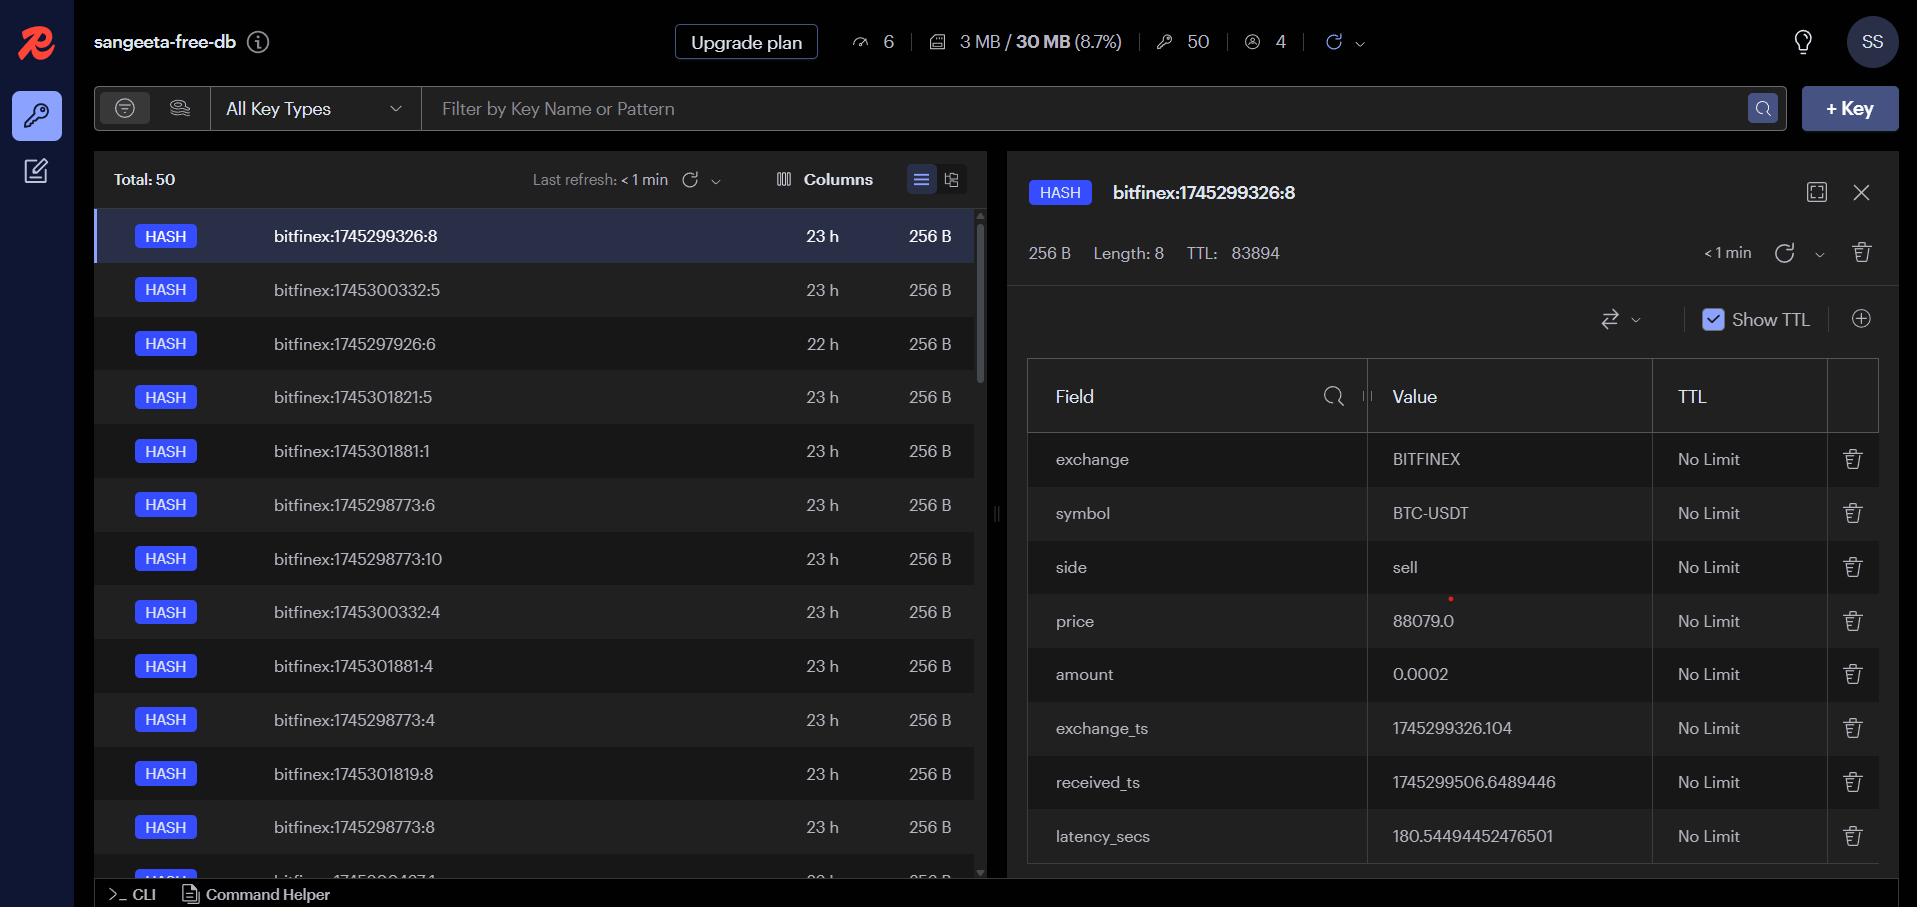 sangeeta-free-db
Upgrade plan
6
3 MB / 30 MB (8.7%)
50
4
SS
All Key Types
Filter by Key Name or Pattern
+ Key
Total: 50
Last refresh: < 1 min
Columns
HASH bitfinex:1745299326:8 23 h 256 B
HASH bitfinex:1745300332:5 23 h 256 B
HASH bitfinex:1745297926:6 22 h 256 B
HASH bitfinex:1745301821:5 23 h 256 B
HASH bitfinex:1745301881:1 23 h 256 B
HASH bitfinex:1745298773:6 23 h 256 B
HASH bitfinex:1745298773:10 23 h 256 B
HASH bitfinex:1745300332:4 23 h 256 B
HASH bitfinex:1745301881:4 23 h 256 B
HASH bitfinex:1745298773:4 23 h 256 B
HASH bitfinex:1745301819:8 23 h 256 B
HASH bitfinex:1745298773:8 23 h 256 B
HASH bitfinex:1745299326:8
256 B Length: 8 TTL: 83894
< 1 min
Show TTL
Field Value TTL
exchange BITFINEX No Limit
symbol BTC-USDT No Limit
side sell No Limit
price 88079.0 No Limit
amount 0.0002 No Limit
exchange_ts 1745299326.104 No Limit
received_ts 1745299506.6489446 No Limit
latency_secs 180.54494452476501 No Limit
>_ CLI
Command Helper